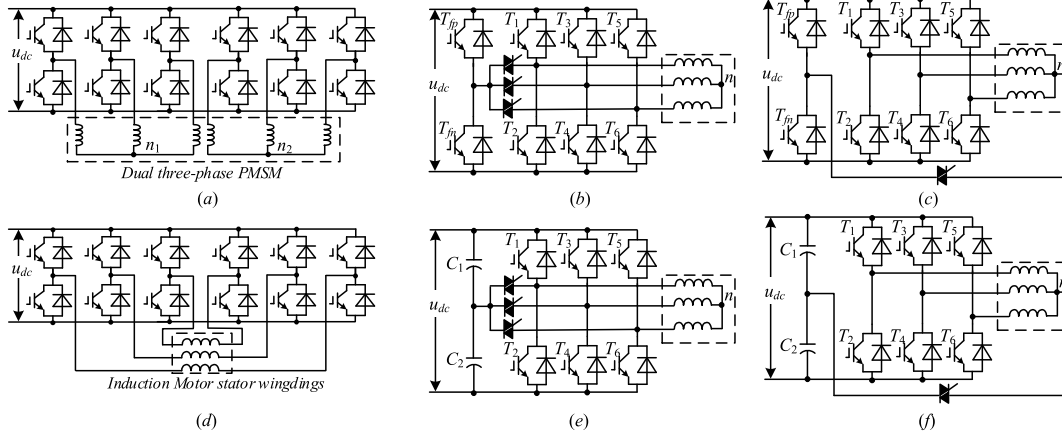 u_dc
n_1
n_2
Dual three-phase PMSM
(a)
T_fp
T_1
T_3
T_5
u_dc
n
T_fn
T_2
T_4
T_6
(b)
T_fp
T_1
T_3
T_5
u_dc
n
T_fn
T_2
T_4
T_6
(c)
u_dc
Induction Motor stator wingdings
(d)
T_1
T_3
T_5
C_1
u_dc
n
C_2
T_2
T_4
T_6
(e)
T_1
T_3
T_5
C_1
u_dc
n
C_2
T_2
T_4
T_6
(f)